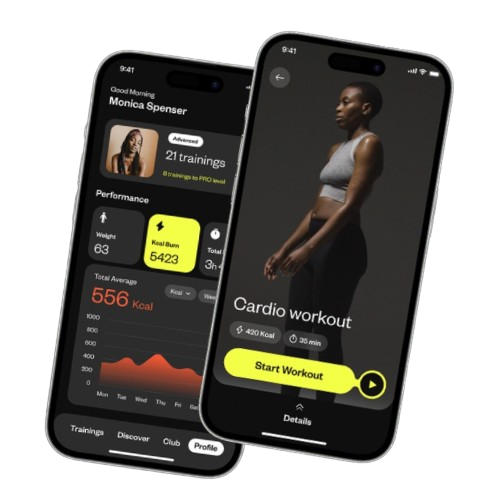 9:41
Good Morning
Monica Spenser
Advanced
21 trainings
8 trainings to PRO level
Performance
Weight
63
Kcal Burn
5423
Total
3h
Total Average
556 Kcal
Kcal
1000
800
600
400
200
0
Mon Tue Wed Thu Fri
Trainings Discover Club Profile
9:41
Cardio workout
420 Kcal
35 min
Start Workout
Details